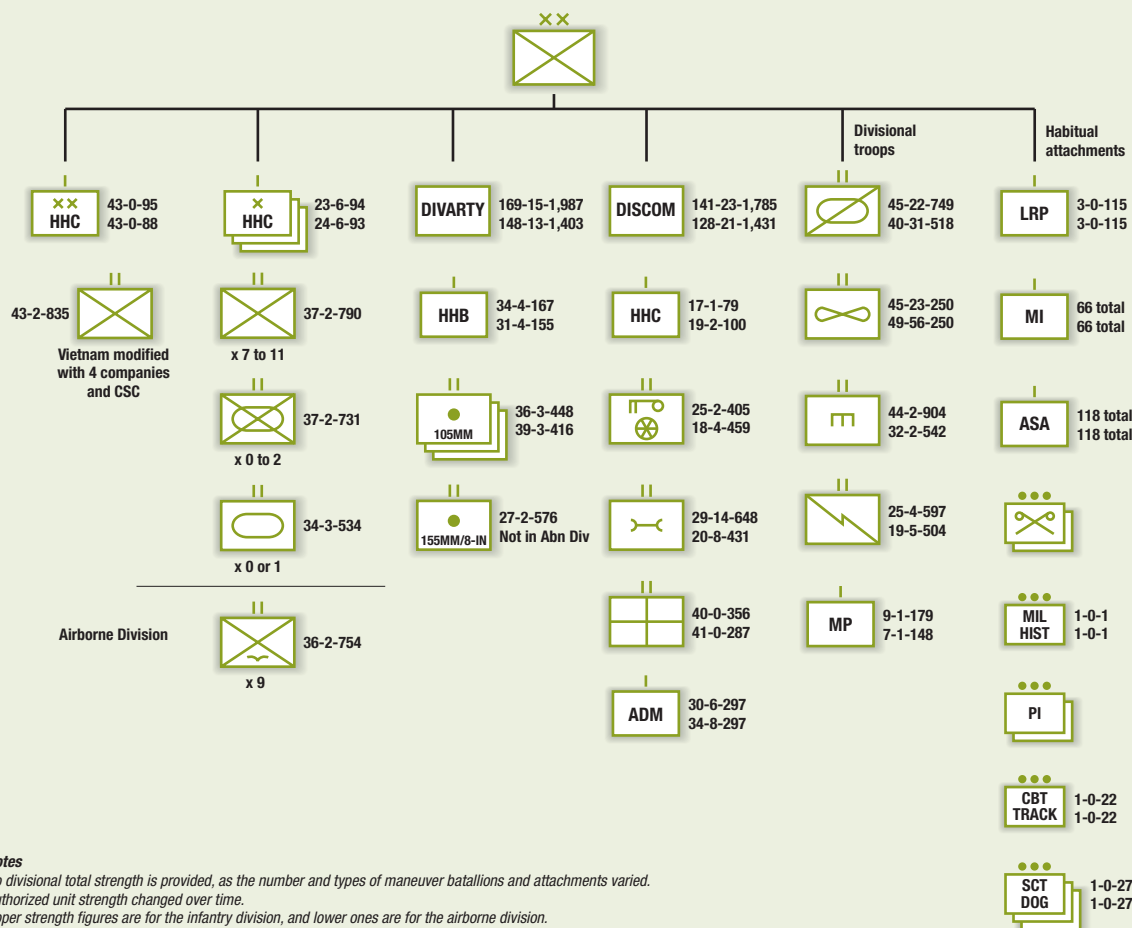 Divisional
troops
Habitual
attachments
HHC
43-0-95
43-0-88
HHC
23-6-94
24-6-93
DIVARTY
169-15-1,987
148-13-1,403
DISCOM
141-23-1,785
128-21-1,431
45-22-749
40-31-518
LRP
3-0-115
3-0-115
43-2-835
Vietnam modified
with 4 companies
and CSC
37-2-790
x 7 to 11
HHB
34-4-167
31-4-155
HHC
17-1-79
19-2-100
45-23-250
49-56-250
MI
66 total
66 total
37-2-731
x 0 to 2
105MM
36-3-448
39-3-416
25-2-405
18-4-459
44-2-904
32-2-542
ASA
118 total
118 total
34-3-534
x 0 or 1
155MM/8-IN
27-2-576
Not in Abn Div
29-14-648
20-8-431
25-4-597
19-5-504
Airborne Division
36-2-754
x 9
40-0-356
41-0-287
MP
9-1-179
7-1-148
MIL
HIST
1-0-1
1-0-1
ADM
30-6-297
34-8-297
PI
CBT
TRACK
1-0-22
1-0-22
SCT
DOG
1-0-27
1-0-27
otes
o divisional total strength is provided, as the number and types of maneuver batallions and attachments varied.
uthorized unit strength changed over time.
pper strength figures are for the infantry division, and lower ones are for the airborne division.